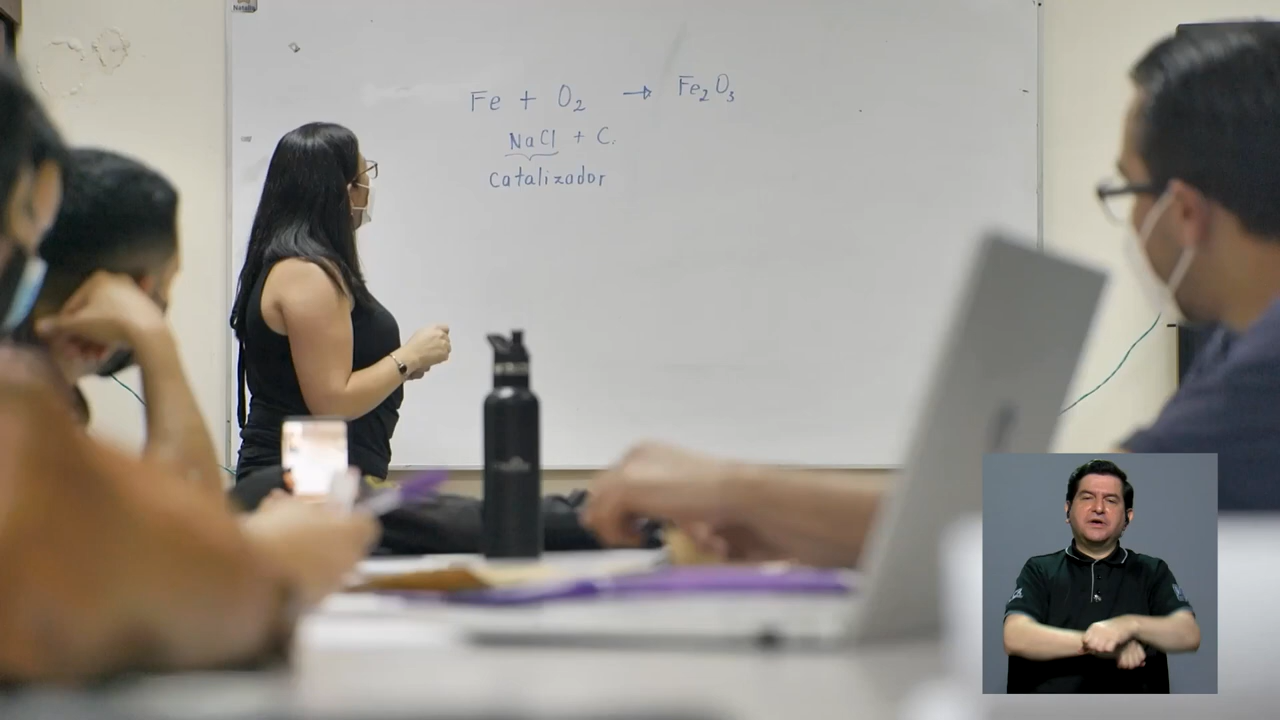 Fe + O₂ → Fe₂O₃
NaCl + C.
catalizador